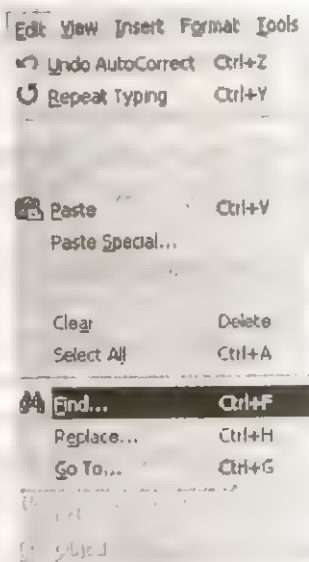 Edit View Insert Format Tools
Undo AutoCorrect Ctrl+Z
Repeat Typing Ctrl+Y
Paste Ctrl+V
Paste Special...
Clear Delete
Select All Ctrl+A
Find... Ctrl+F
Replace... Ctrl+H
Go To... Ctrl+G